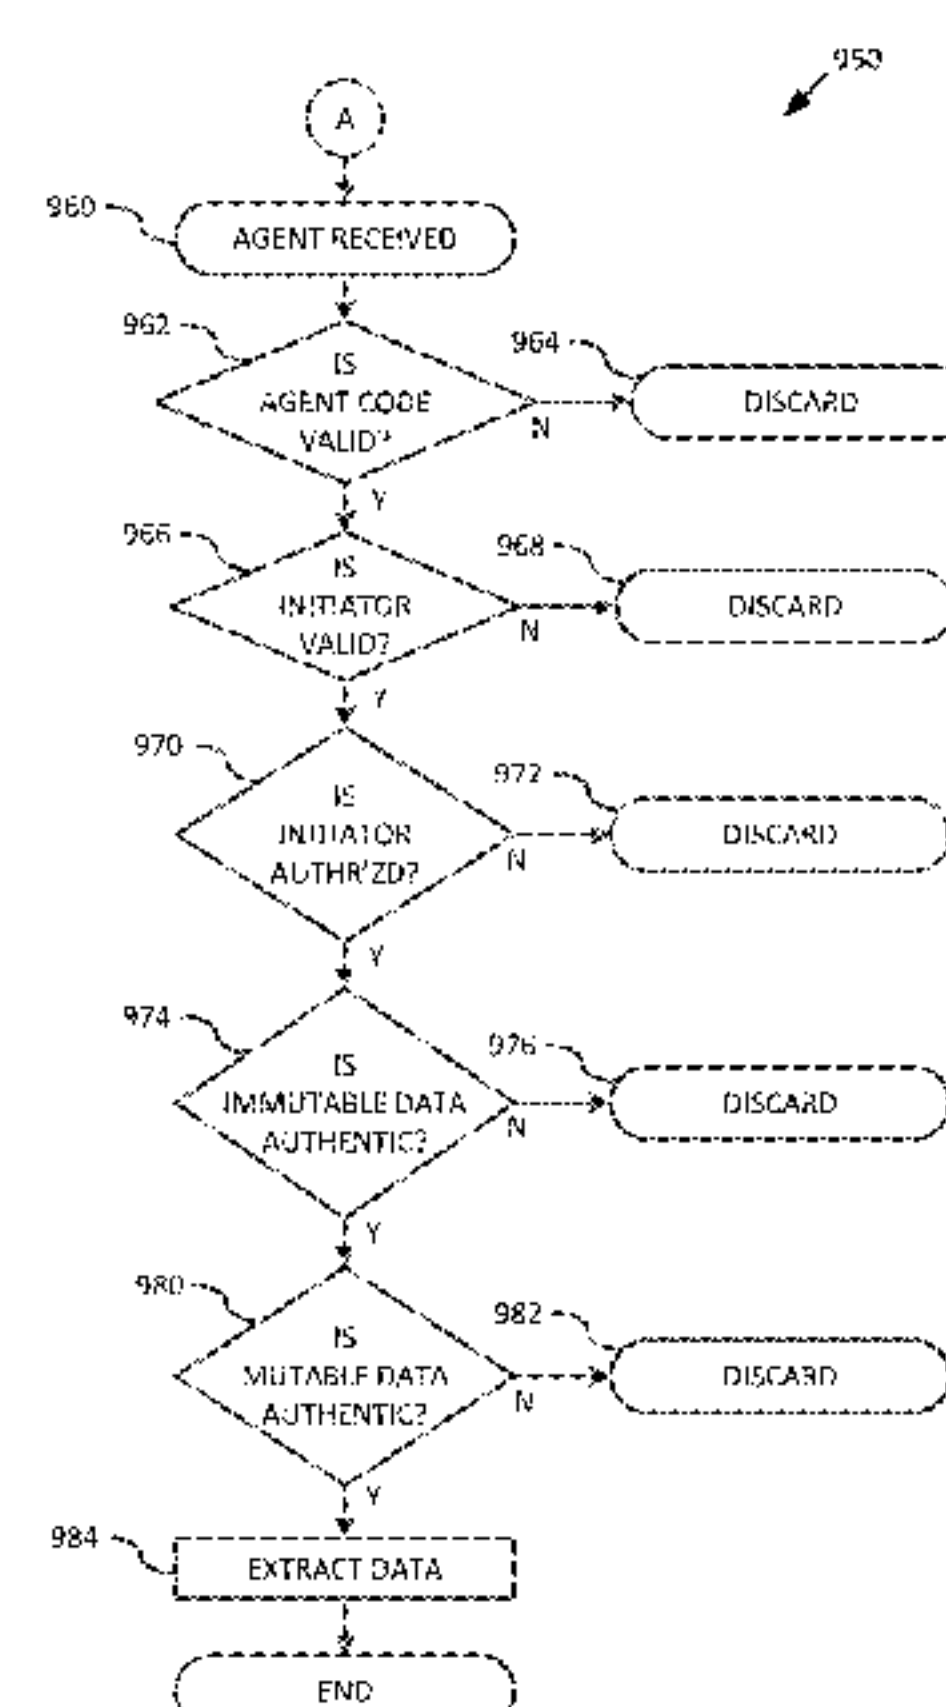 950
A
960
AGENT RECEIVED
962
IS
AGENT CODE
VALID?
N
964
DISCARD
Y
966
IS
INITIATOR
VALID?
N
968
DISCARD
Y
970
IS
INITIATOR
AUTHR'ZD?
N
972
DISCARD
Y
974
IS
IMMUTABLE DATA
AUTHENTIC?
N
976
DISCARD
Y
980
IS
MUTABLE DATA
AUTHENTIC?
N
982
DISCARD
Y
984
EXTRACT DATA
END